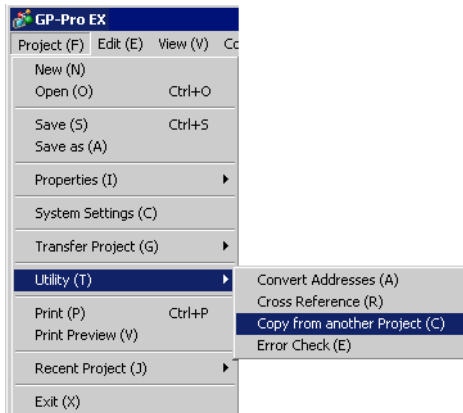 GP-Pro EX
Project (F) Edit (E) View (V)
New (N)
Open (O) Ctrl+O
Save (S) Ctrl+S
Save as (A)
Properties (I)
System Settings (C)
Transfer Project (G)
Utility (T)
Convert Addresses (A)
Cross Reference (R)
Copy from another Project (C)
Error Check (E)
Print (P) Ctrl+P
Print Preview (V)
Recent Project (J)
Exit (X)